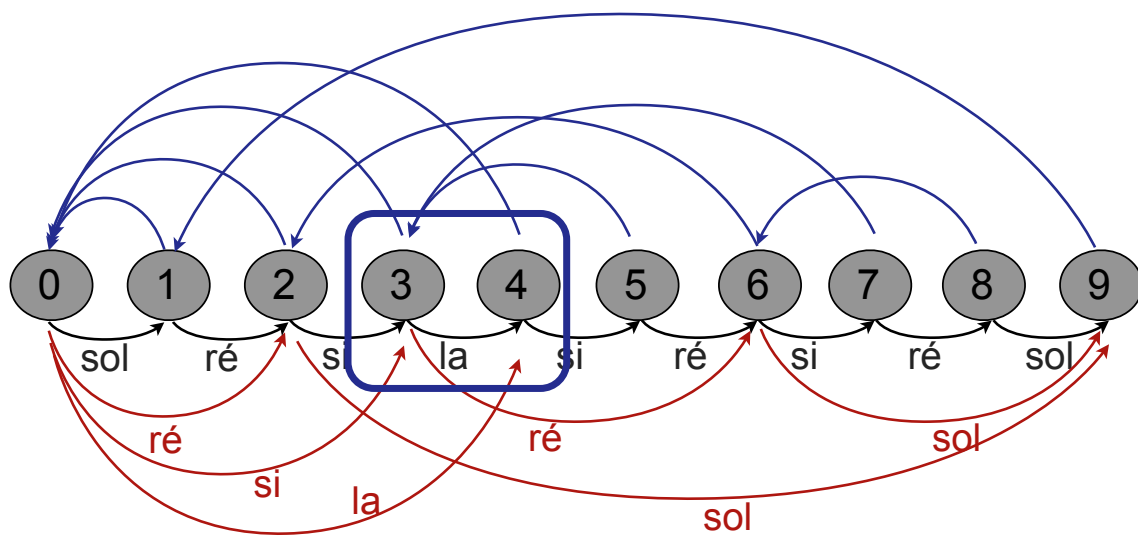 0 1 2 3 4 5 6 7 8 9
sol ré si la si ré si ré sol
ré ré sol
si
la sol